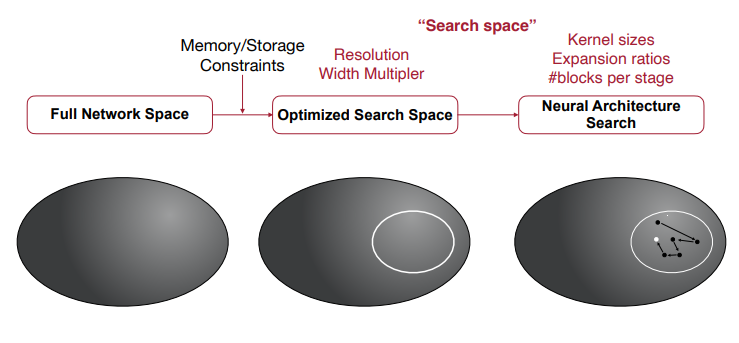 “Search space”
Memory/Storage
Constraints
Resolution
Width Multipler
Kernel sizes
Expansion ratios
#blocks per stage
Full Network Space
Optimized Search Space
Neural Architecture
Search